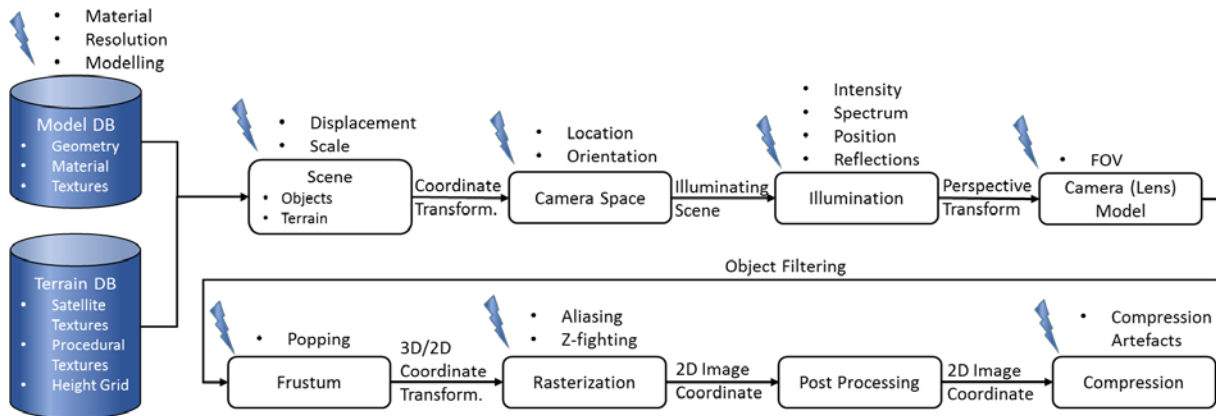 • Material
• Resolution
• Modelling
Model DB
• Geometry
• Material
• Textures
• Displacement
• Scale
Scene
• Objects
• Terrain
Coordinate
Transform.
• Location
• Orientation
Camera Space
Illuminating
Scene
• Intensity
• Spectrum
• Position
• Reflections
Illumination
Perspective
Transform
• FOV
Camera (Lens)
Model
Object Filtering
Terrain DB
• Satellite
Textures
• Procedural
Textures
• Height Grid
• Popping
Frustum
3D/2D
Coordinate
Transform.
• Aliasing
• Z-fighting
Rasterization
2D Image
Coordinate
Post Processing
2D Image
Coordinate
• Compression
Artefacts
Compression